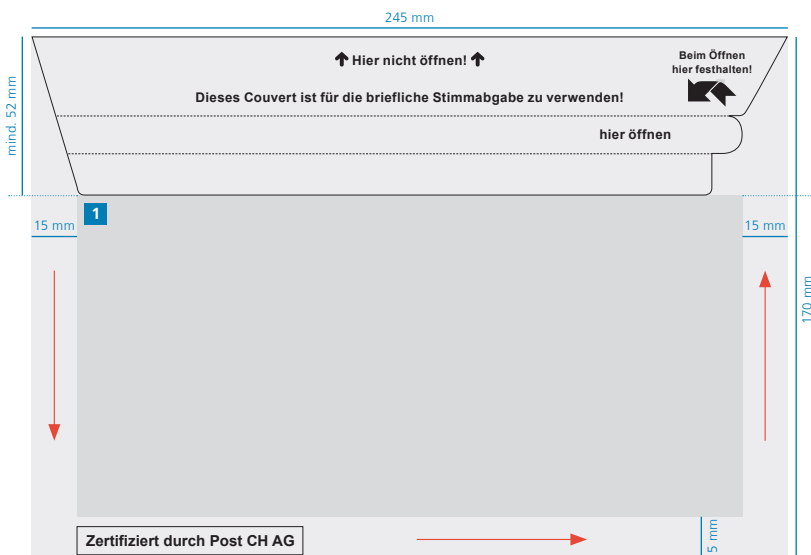 245 mm
Hier nicht öffnen!
Beim Öffnen
hier festhalten!
mind. 52 mm
Dieses Couvert ist für die briefliche Stimmabgabe zu verwenden!
hier öffnen
1
15 mm
15 mm
170 mm
5 mm
Zertifiziert durch Post CH AG